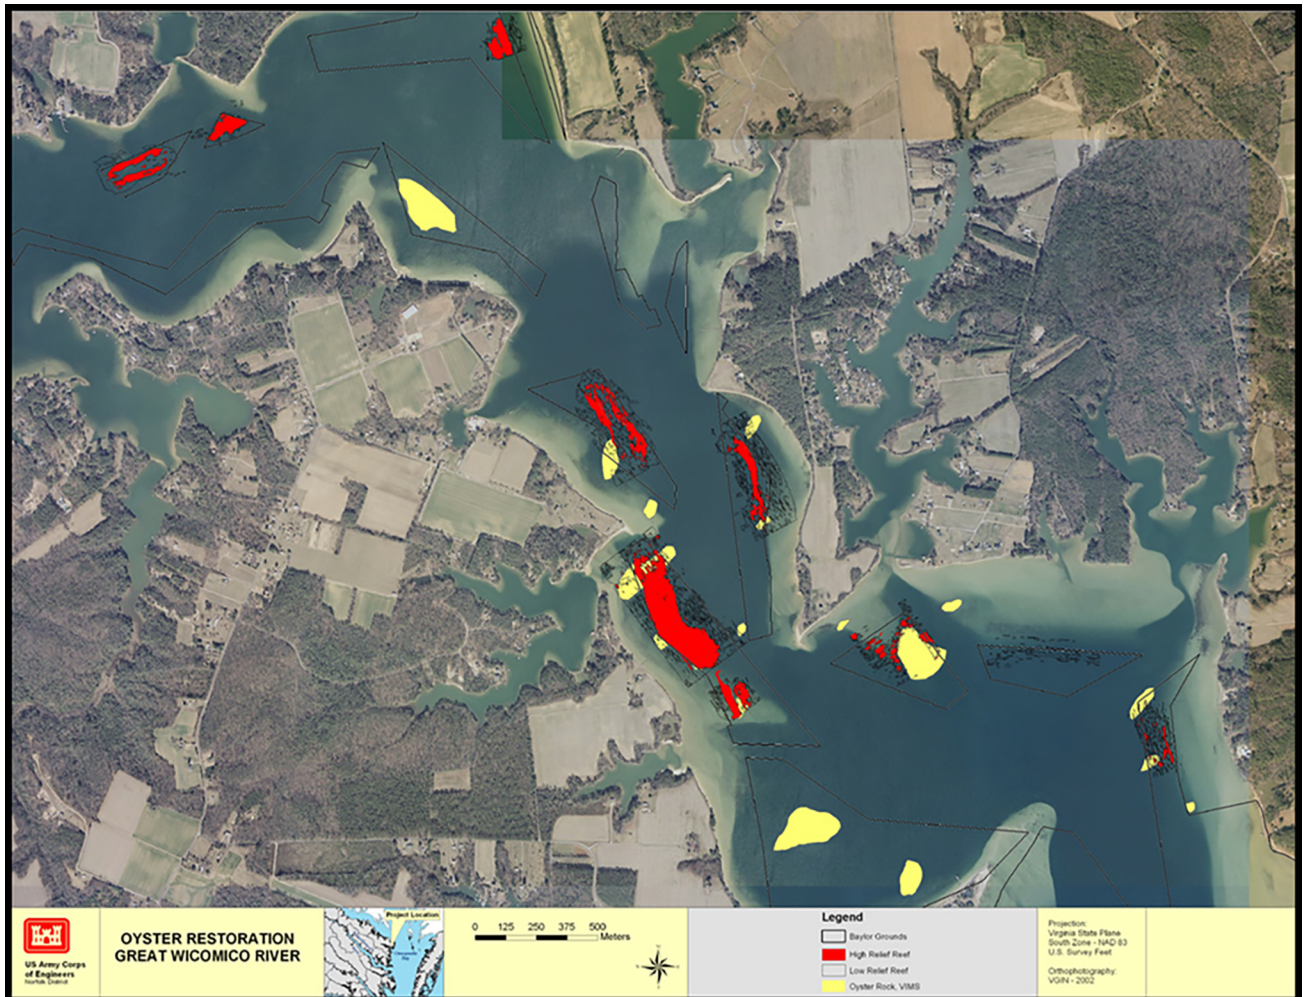 US Army Corps
of Engineers
Norfolk District
OYSTER RESTORATION
GREAT WICOMICO RIVER
Project Location
0 125 250 375 500
Meters
Legend
Baylor Grounds
High Relief Reef
Low Relief Reef
Oyster Rock, VIMS
Projection:
Virginia State Plane
South Zone - NAD 83
U.S. Survey Feet
Orthophotography:
VGIN - 2002